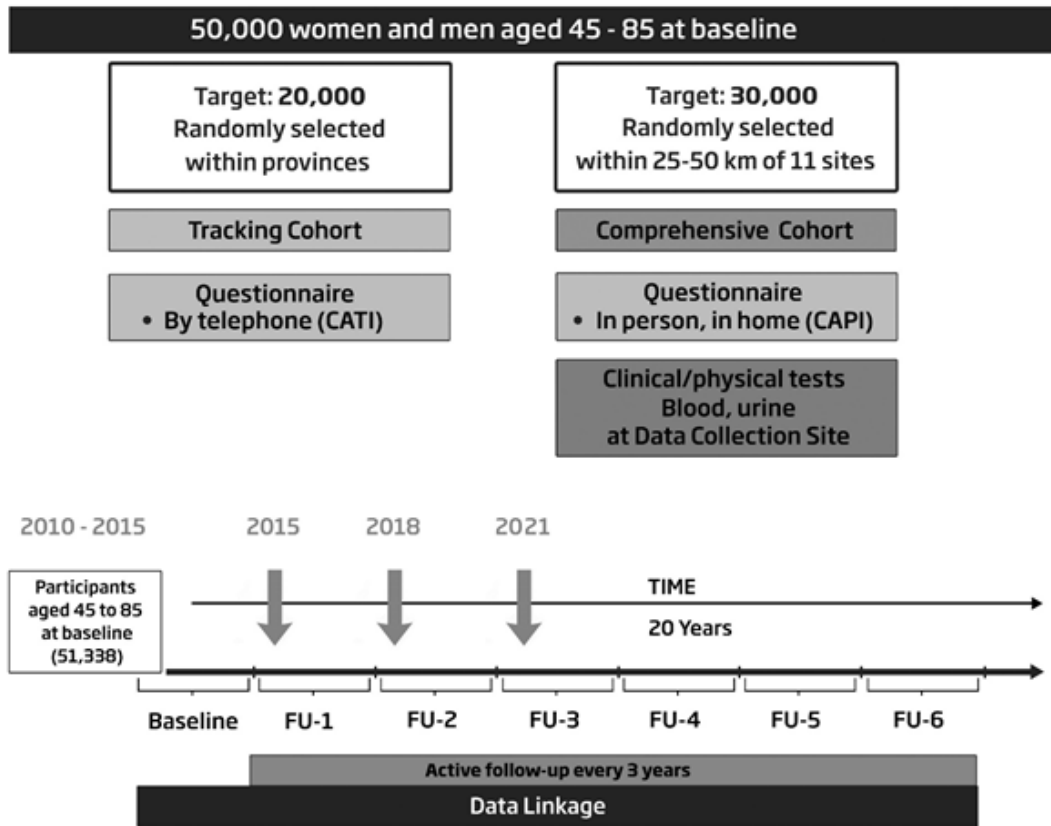 50,000 women and men aged 45 - 85 at baseline
Target: 20,000
Randomly selected
within provinces
Target: 30,000
Randomly selected
within 25-50 km of 11 sites
Tracking Cohort
Comprehensive Cohort
Questionnaire
• By telephone (CATI)
Questionnaire
• In person, in home (CAPI)
Clinical/physical tests
Blood, urine
at Data Collection Site
2010 - 2015
2015
2018
2021
Participants
aged 45 to 85
at baseline
(51,338)
TIME
20 Years
Baseline
FU-1
FU-2
FU-3
FU-4
FU-5
FU-6
Active follow-up every 3 years
Data Linkage